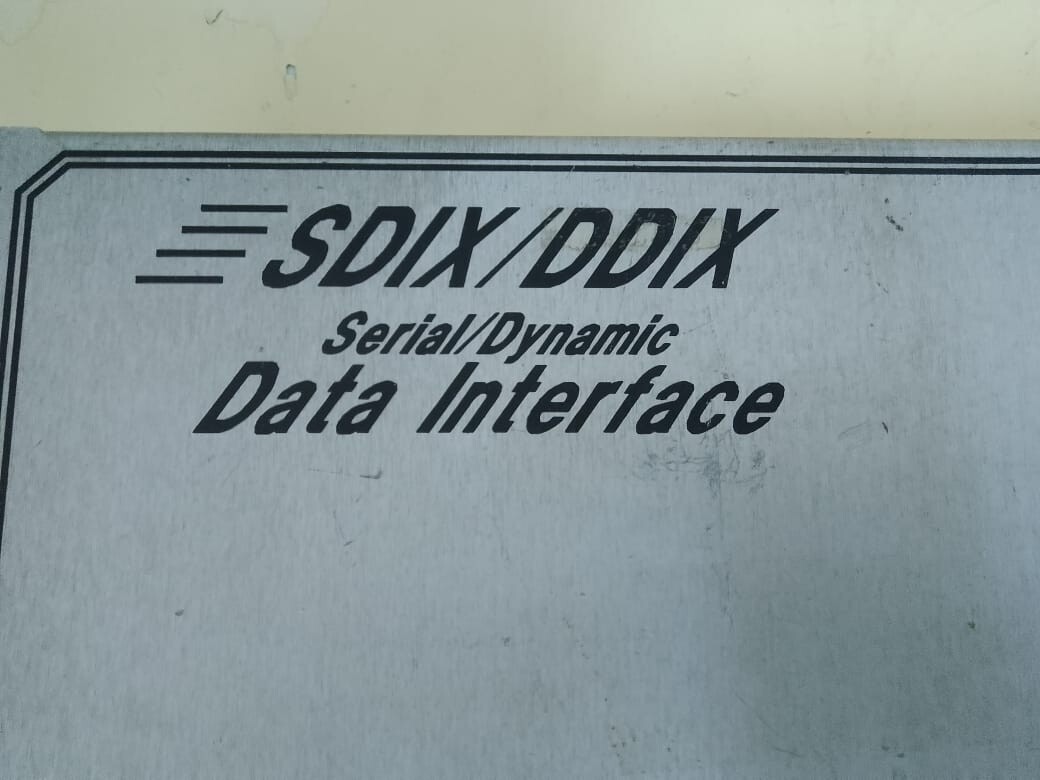 SDIX/DDIX
Serial/Dynamic
Data Interface